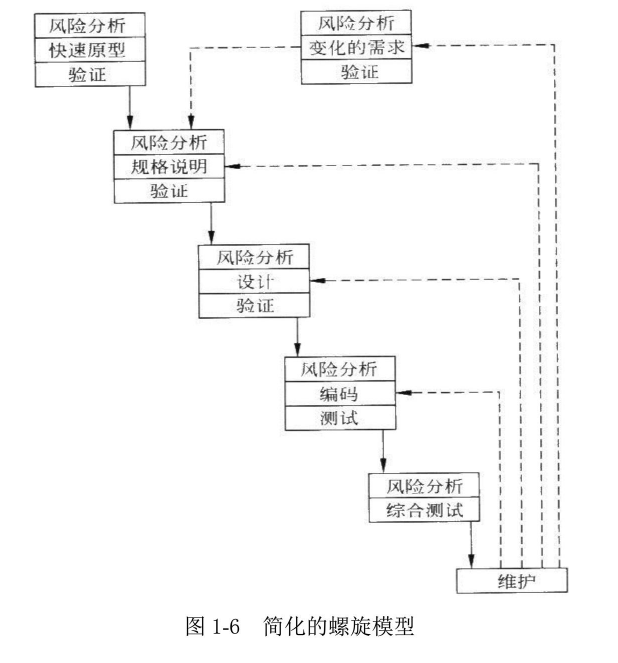 风险分析
快速原型
验证
风险分析
变化的需求
验证
风险分析
规格说明
验证
风险分析
设计
验证
风险分析
编码
测试
风险分析
综合测试
维护
图 1-6 简化的螺旋模型